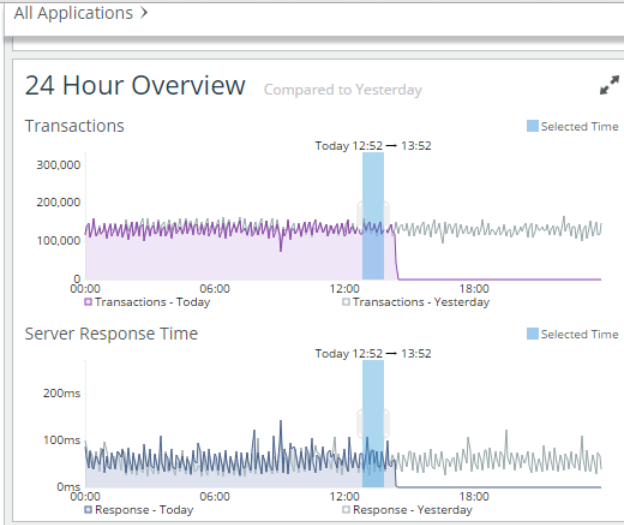 All Applications >
24 Hour Overview Compared to Yesterday
Transactions
Selected Time
Today 12:52 → 13:52
300,000
200,000
100,000
0
00:00 06:00 12:00 18:00
Transactions - Today Transactions - Yesterday
Server Response Time
Selected Time
Today 12:52 → 13:52
200ms
100ms
0ms
00:00 06:00 12:00 18:00
Response - Today Response - Yesterday